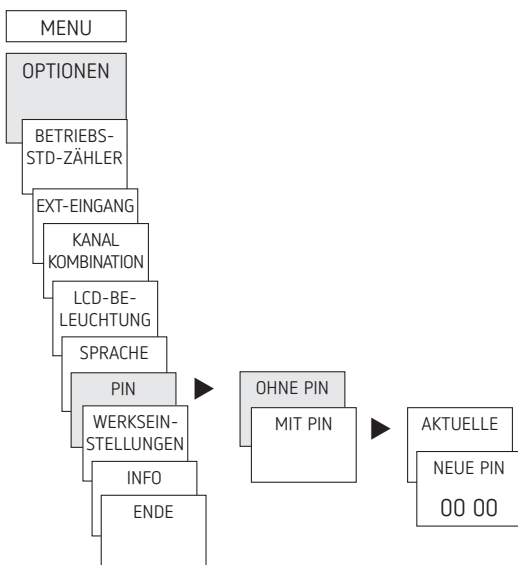 MENU
OPTIONEN
BETRIEBS-
STD-ZÄHLER
EXT-EINGANG
KANAL
KOMBINATION
LCD-BE-
LEUCHTUNG
SPRACHE
PIN
WERKSEIN-
STELLUNGEN
INFO
ENDE
OHNE PIN
MIT PIN
AKTUELLE
NEUE PIN
00 00